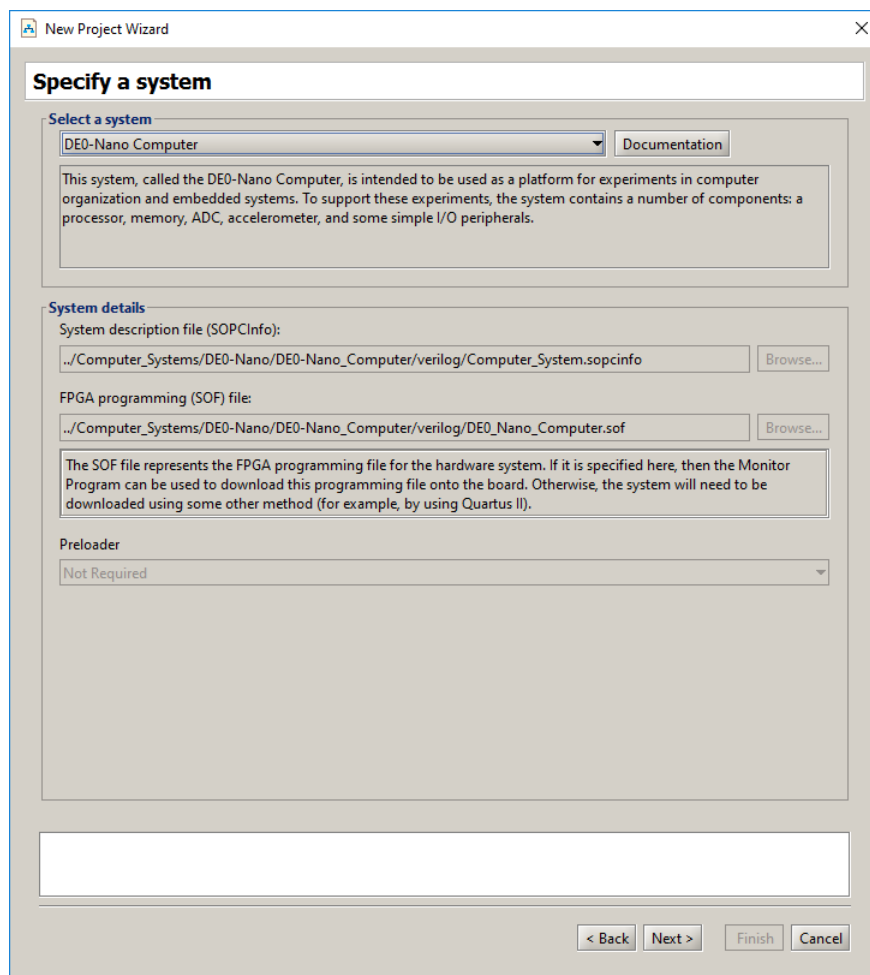 New Project Wizard
Specify a system
Select a system
DE0-Nano Computer
Documentation
This system, called the DE0-Nano Computer, is intended to be used as a platform for experiments in computer
organization and embedded systems. To support these experiments, the system contains a number of components: a
processor, memory, ADC, accelerometer, and some simple I/O peripherals.
System details
System description file (SOPCInfo):
../Computer_Systems/DE0-Nano/DE0-Nano_Computer/verilog/Computer_System.sopcinfo
Browse...
FPGA programming (SOF) file:
../Computer_Systems/DE0-Nano/DE0-Nano_Computer/verilog/DE0_Nano_Computer.sof
Browse...
The SOF file represents the FPGA programming file for the hardware system. If it is specified here, then the Monitor
Program can be used to download this programming file onto the board. Otherwise, the system will need to be
downloaded using some other method (for example, by using Quartus II).
Preloader
Not Required
< Back
Next >
Finish
Cancel